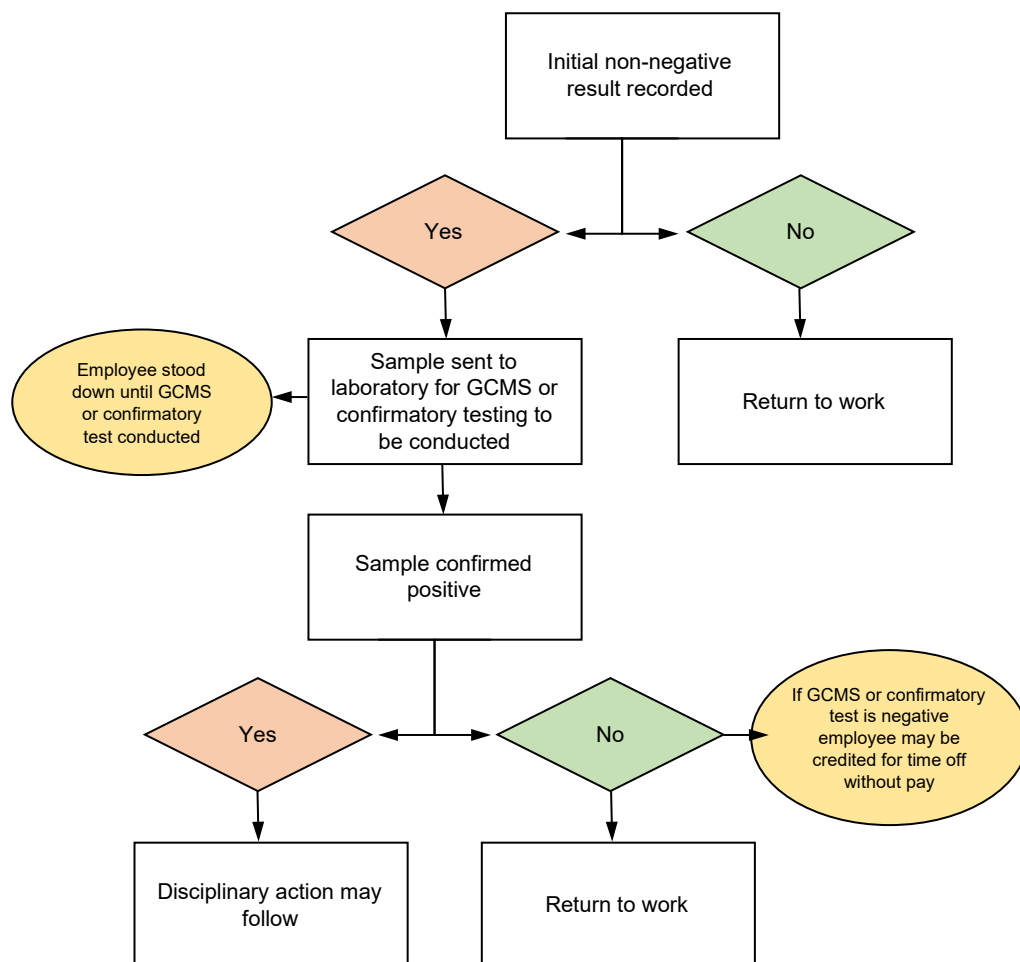 Initial non-negative
result recorded
Yes
No
Employee stood
down until GCMS
or confirmatory
test conducted
Sample sent to
laboratory for GCMS or
confirmatory testing to
be conducted
Return to work
Sample confirmed
positive
Yes
No
If GCMS or confirmatory
test is negative
employee may be
credited for time off
without pay
Disciplinary action may
follow
Return to work